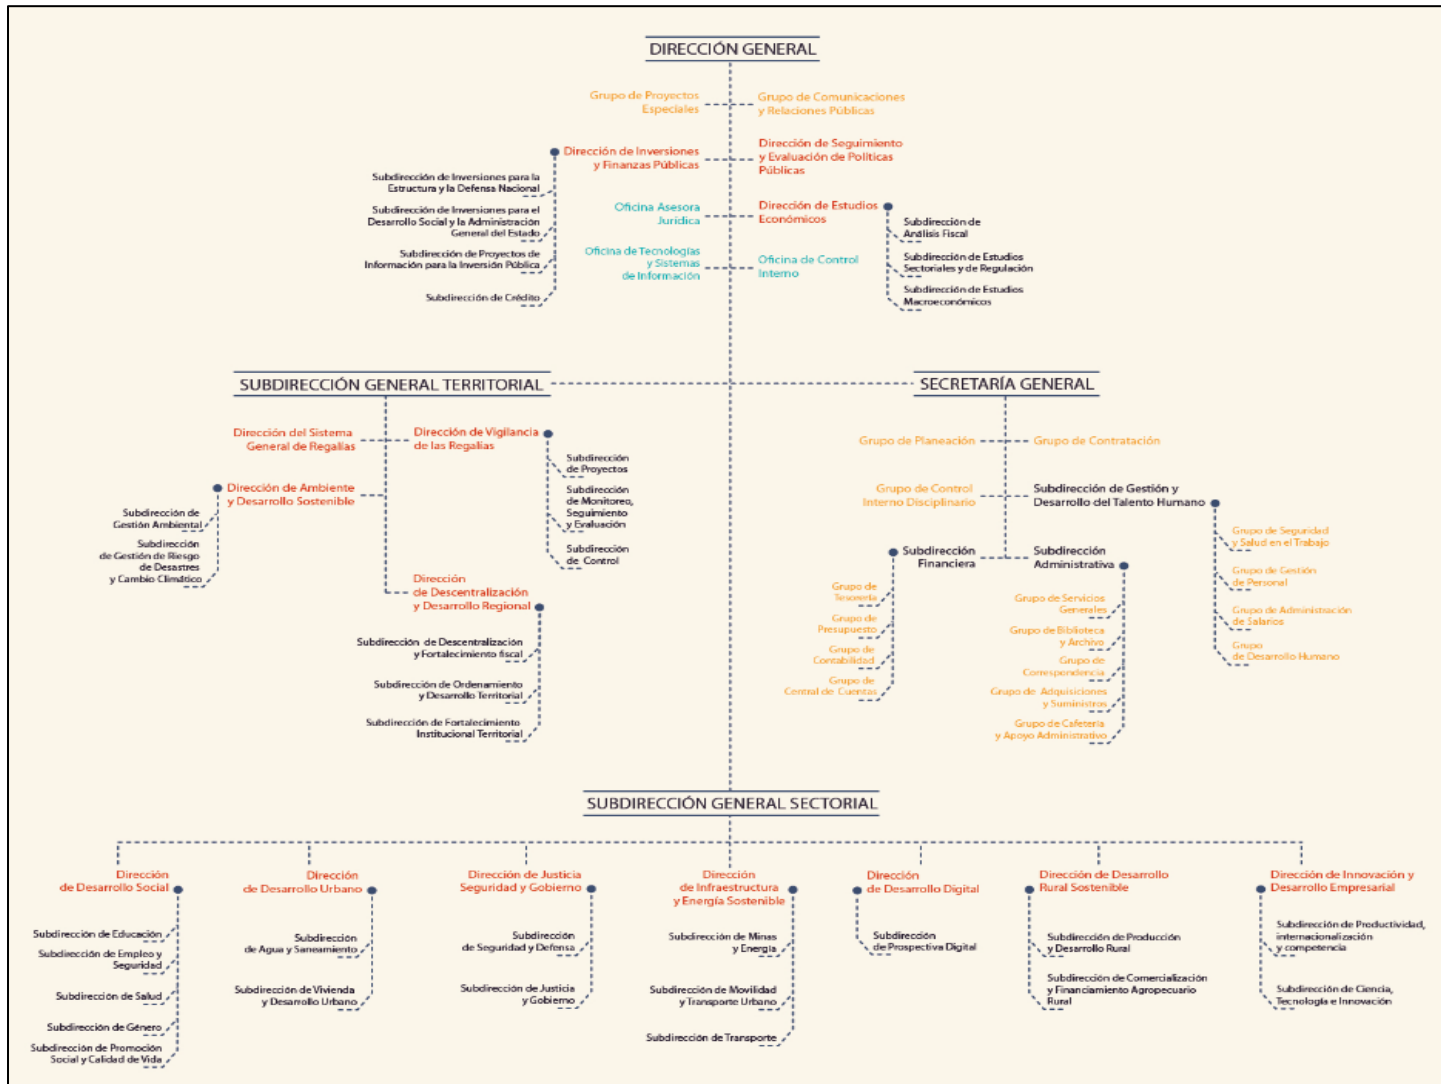 DIRECCIÓN GENERAL
Grupo de Proyectos
Especiales
Grupo de Comunicaciones
y Relaciones Públicas
Dirección de Inversiones
y Finanzas Públicas
Dirección de Seguimiento
y Evaluación de Políticas
Públicas
Subdirección de Inversiones para la
Estructura y la Defensa Nacional
Subdirección de Inversiones para el
Desarrollo Social y la Administración
General del Estado
Subdirección de Proyectos de
Información para la Inversión Pública
Subdirección de Crédito
Oficina Asesora
Jurídica
Dirección de Estudios
Económicos
Subdirección de
Análisis Fiscal
Subdirección de Estudios
Sectoriales y de Regulación
Subdirección de Estudios
Macroeconómicos
Oficina de Tecnologías
y Sistemas
de Información
Oficina de Control
Interno
SUBDIRECCIÓN GENERAL TERRITORIAL
Dirección del Sistema
General de Regalías
Dirección de Vigilancia
de las Regalías
Subdirección
de Proyectos
Subdirección
de Monitoreo,
Seguimiento
y Evaluación
Subdirección
de Control
Dirección de Ambiente
y Desarrollo Sostenible
Subdirección de
Gestión Ambiental
Subdirección
de Gestión de Riesgo
de Desastres
y Cambio Climático
Dirección
de Descentralización
y Desarrollo Regional
Subdirección de Descentralización
y Fortalecimiento fiscal
Subdirección de Ordenamiento
y Desarrollo Territorial
Subdirección de Fortalecimiento
Institucional Territorial
SECRETARÍA GENERAL
Grupo de Planeación
Grupo de Contratación
Grupo de Control
Interno Disciplinario
Subdirección de Gestión y
Desarrollo del Talento Humano
Grupo de Seguridad
y Salud en el Trabajo
Grupo de Gestión
de Personal
Grupo de Administración
de Salarios
Grupo
de Desarrollo Humano
Subdirección
Financiera
Grupo de
Tesorería
Grupo de
Presupuesto
Grupo de
Contabilidad
Grupo de
Central de Cuentas
Subdirección
Administrativa
Grupo de Servicios
Generales
Grupo de Biblioteca
y Archivo
Grupo de
Correspondencia
Grupo de Adquisiciones
y Suministros
Grupo de Cafetería
y Apoyo Administrativo
SUBDIRECCIÓN GENERAL SECTORIAL
Dirección
de Desarrollo Social
Subdirección de Educación
Subdirección de Empleo y
Seguridad
Subdirección de Salud
Subdirección de Género
Subdirección de Promoción
Social y Calidad de Vida
Dirección
de Desarrollo Urbano
Subdirección
de Agua y Saneamiento
Subdirección de Vivienda
y Desarrollo Urbano
Dirección de Justicia
Seguridad y Gobierno
Subdirección
de Seguridad y Defensa
Subdirección de Justicia
y Gobierno
Dirección
de Infraestructura
y Energía Sostenible
Subdirección de Minas
y Energía
Subdirección de Movilidad
y Transporte Urbano
Subdirección de Transporte
Dirección
de Desarrollo Digital
Subdirección
de Prospectiva Digital
Dirección de Desarrollo
Rural Sostenible
Subdirección de Producción
y Desarrollo Rural
Subdirección de Comercialización
y Financiamiento Agropecuario
Rural
Dirección de Innovación y
Desarrollo Empresarial
Subdirección de Productividad,
internacionalización
y competencia
Subdirección de Ciencia,
Tecnología e Innovación